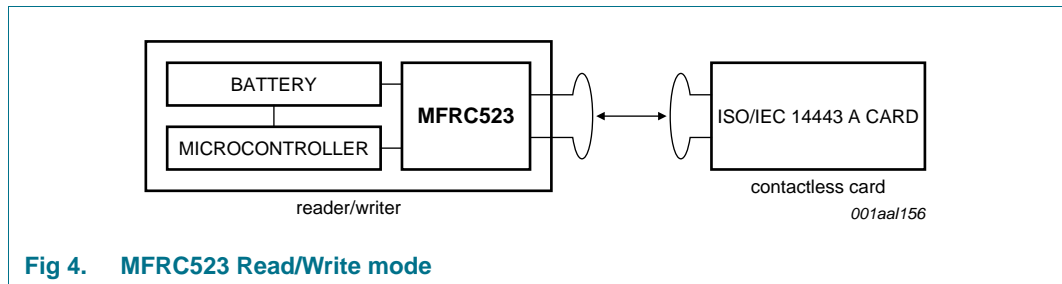 BATTERY
MICROCONTROLLER
MFRC523
ISO/IEC 14443 A CARD
reader/writer
contactless card
001aal156
Fig 4. MFRC523 Read/Write mode